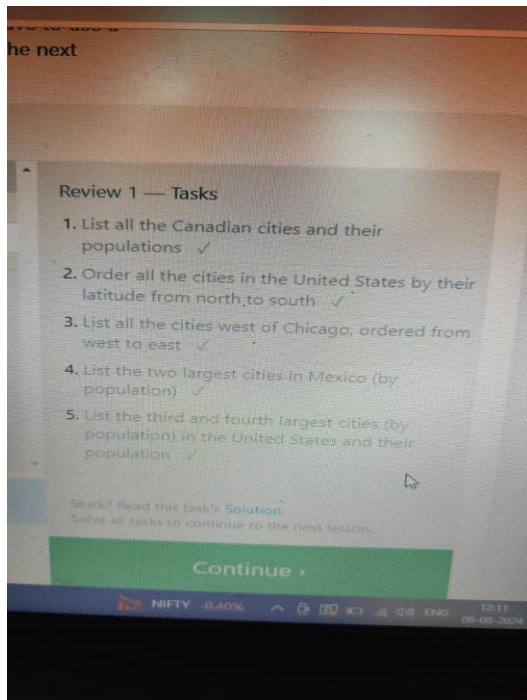 he next
Review 1 — Tasks
1. List all the Canadian cities and their
populations ✓
2. Order all the cities in the United States by their
latitude from north to south ✓
3. List all the cities west of Chicago, ordered from
west to east ✓
4. List the two largest cities in Mexico (by
population) ✓
5. List the third and fourth largest cities (by
population) in the United States and their
population ✓
Stuck? Read this task's Solution.
Solve all tasks to continue to the next lesson.
Continue ›
NIFTY -0.40% ENG 12:11
08-08-2024